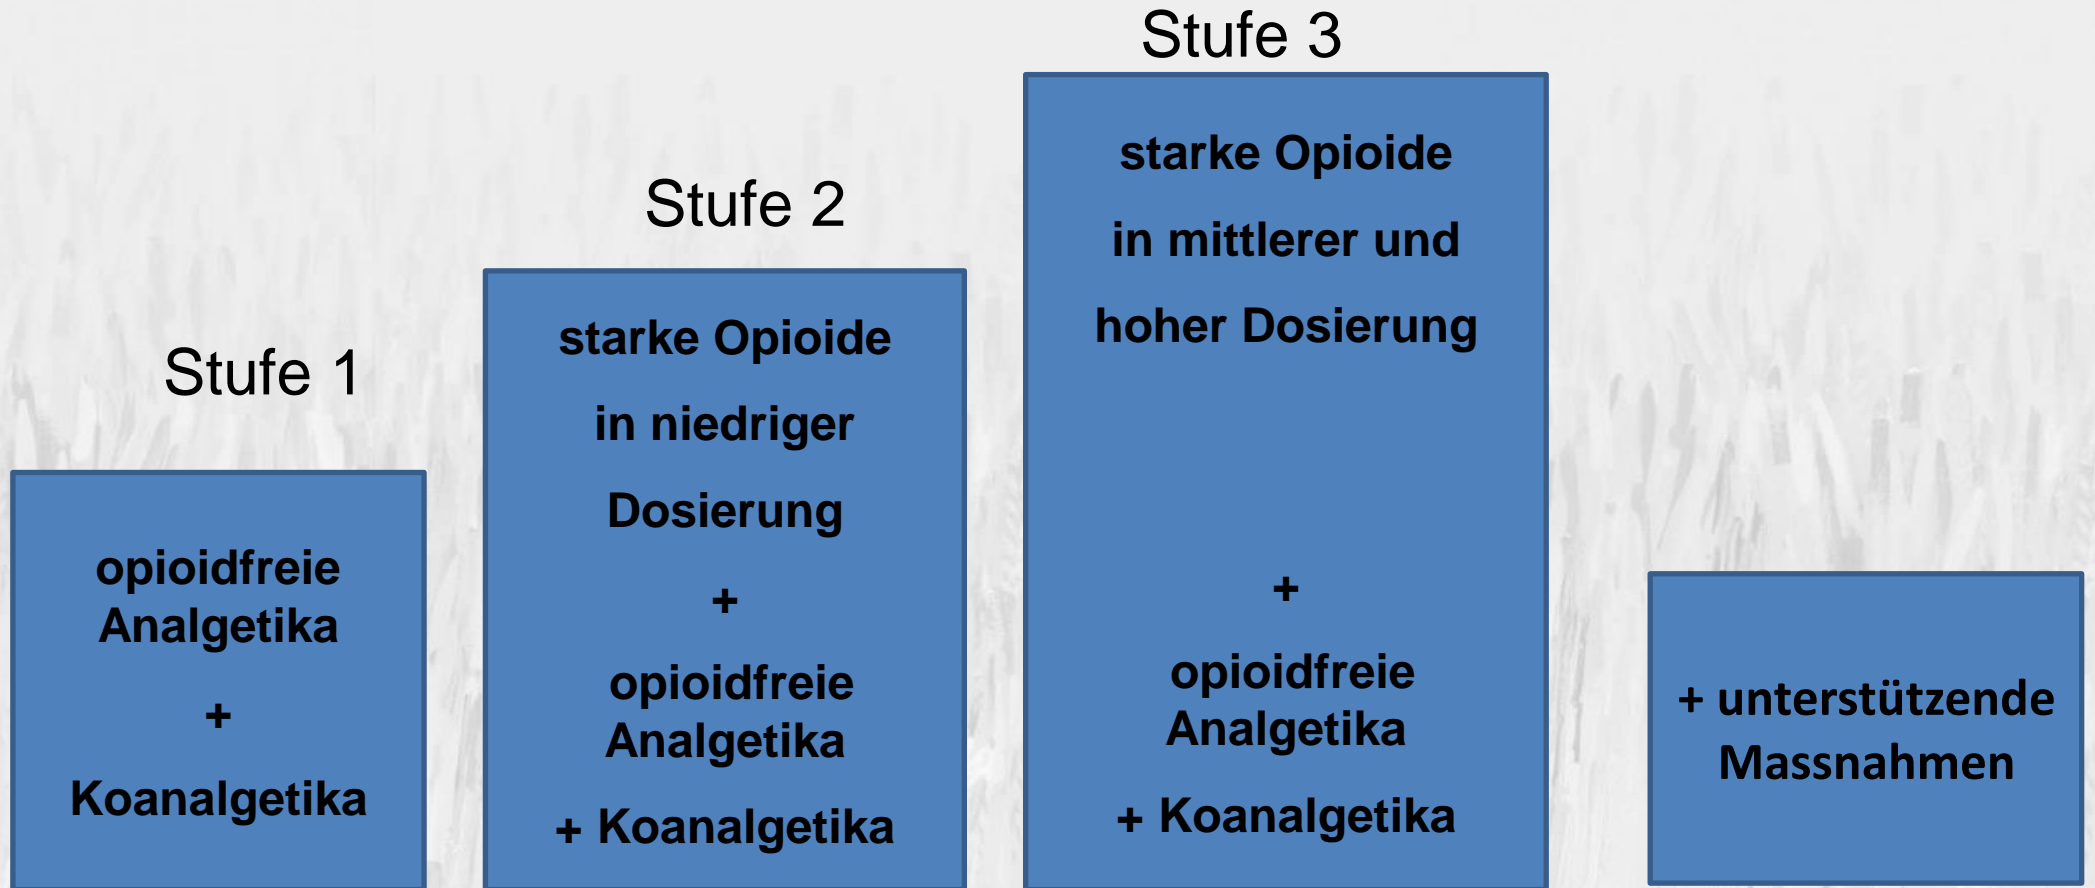 Stufe 1
opioidfreie
Analgetika
+
Koanalgetika
Stufe 2
starke Opioide
in niedriger
Dosierung
+
opioidfreie
Analgetika
+ Koanalgetika
Stufe 3
starke Opioide
in mittlerer und
hoher Dosierung
+
opioidfreie
Analgetika
+ Koanalgetika
+ unterstützende
Massnahmen